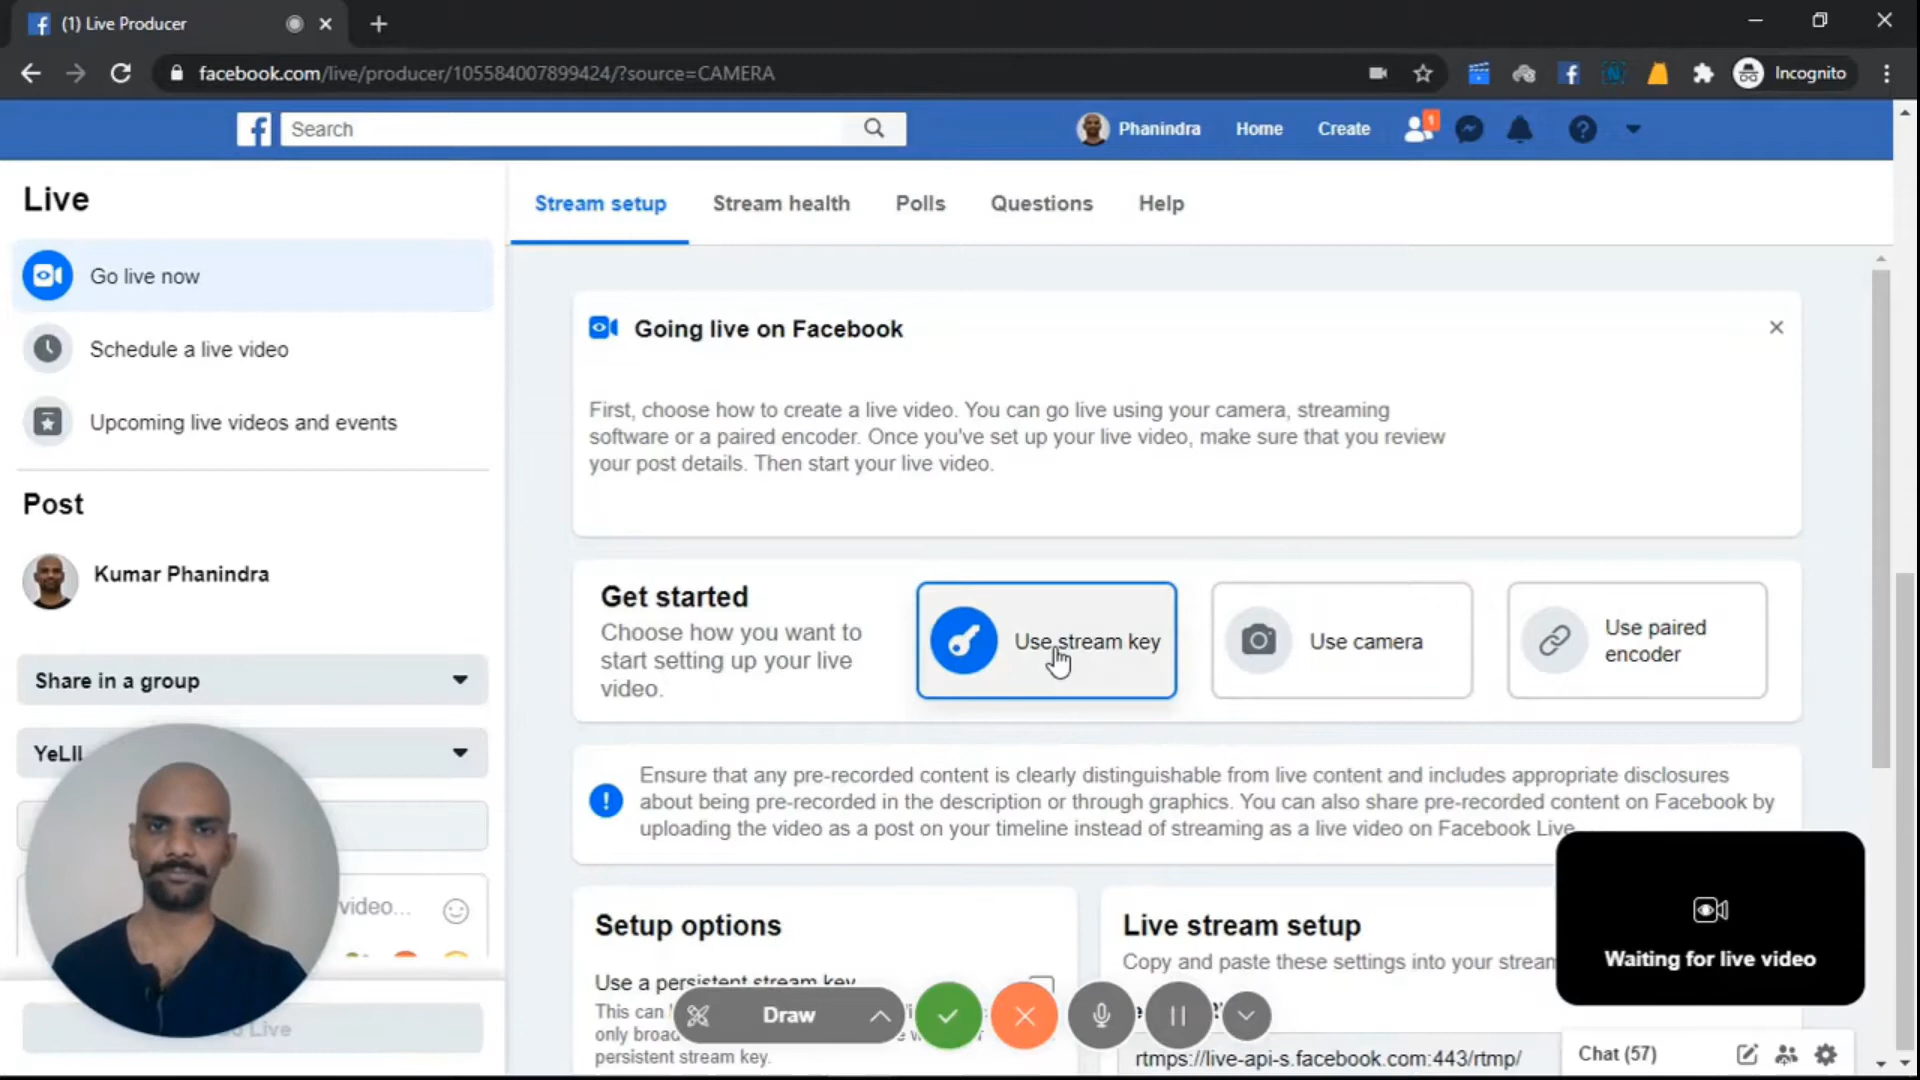 (1) Live Producer
facebook.com/live/producer/105584007899424/?source=CAMERA
Incognito
Search
Phanindra
Home
Create
1
Live
Go live now
Schedule a live video
Upcoming live videos and events
Post
Kumar Phanindra
Share in a group
YeLIL
video...
Live
Stream setup
Stream health
Polls
Questions
Help
Going live on Facebook
First, choose how to create a live video. You can go live using your camera, streaming
software or a paired encoder. Once you've set up your live video, make sure that you review
your post details. Then start your live video.
Get started
Choose how you want to
start setting up your live
video.
Use stream key
Use camera
Use paired
encoder
Ensure that any pre-recorded content is clearly distinguishable from live content and includes appropriate disclosures
about being pre-recorded in the description or through graphics. You can also share pre-recorded content on Facebook by
uploading the video as a post on your timeline instead of streaming as a live video on Facebook Live.
Setup options
Use a persistent stream key
This can
only broad
persistent stream key.
Live stream setup
Copy and paste these settings into your stream
rtmps://live-api-s.facebook.com:443/rtmp/
Draw
Waiting for live video
Chat (57)